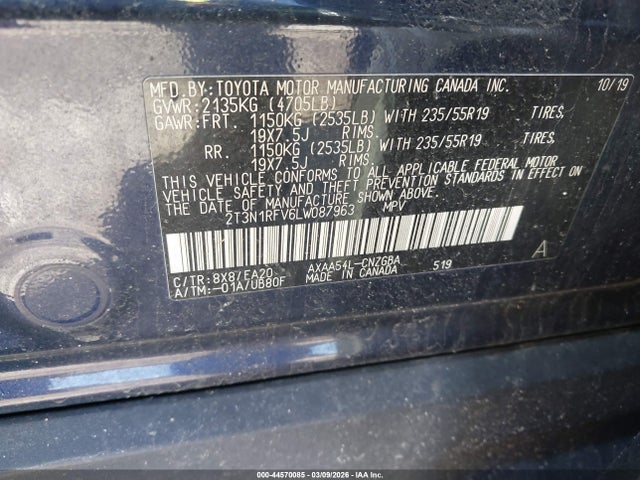 MFD.BY: TOYOTA MOTOR MANUFACTURING CANADA INC. 10/19
GVWR: 2135KG (4705LB)
GAWR: FRT. 1150KG (2535LB) WITH 235/55R19 TIRES,
19X7.5J RIMS,
RR. 1150KG (2535LB) WITH 235/55R19 TIRES,
19X7.5J RIMS.
THIS VEHICLE CONFORMS TO ALL APPLICABLE FEDERAL MOTOR
VEHICLE SAFETY AND THEFT PREVENTION STANDARDS IN EFFECT ON
THE DATE OF MANUFACTURE SHOWN ABOVE.
2T3N1RFV6LW087963 MPV
C/TR: 8X8/EA20 AXAA54L-CNZGBA 519 A
A/TM: -01A/UB80F MADE IN CANADA
000--44570085 - 03/09/2026 - IAAI.COM